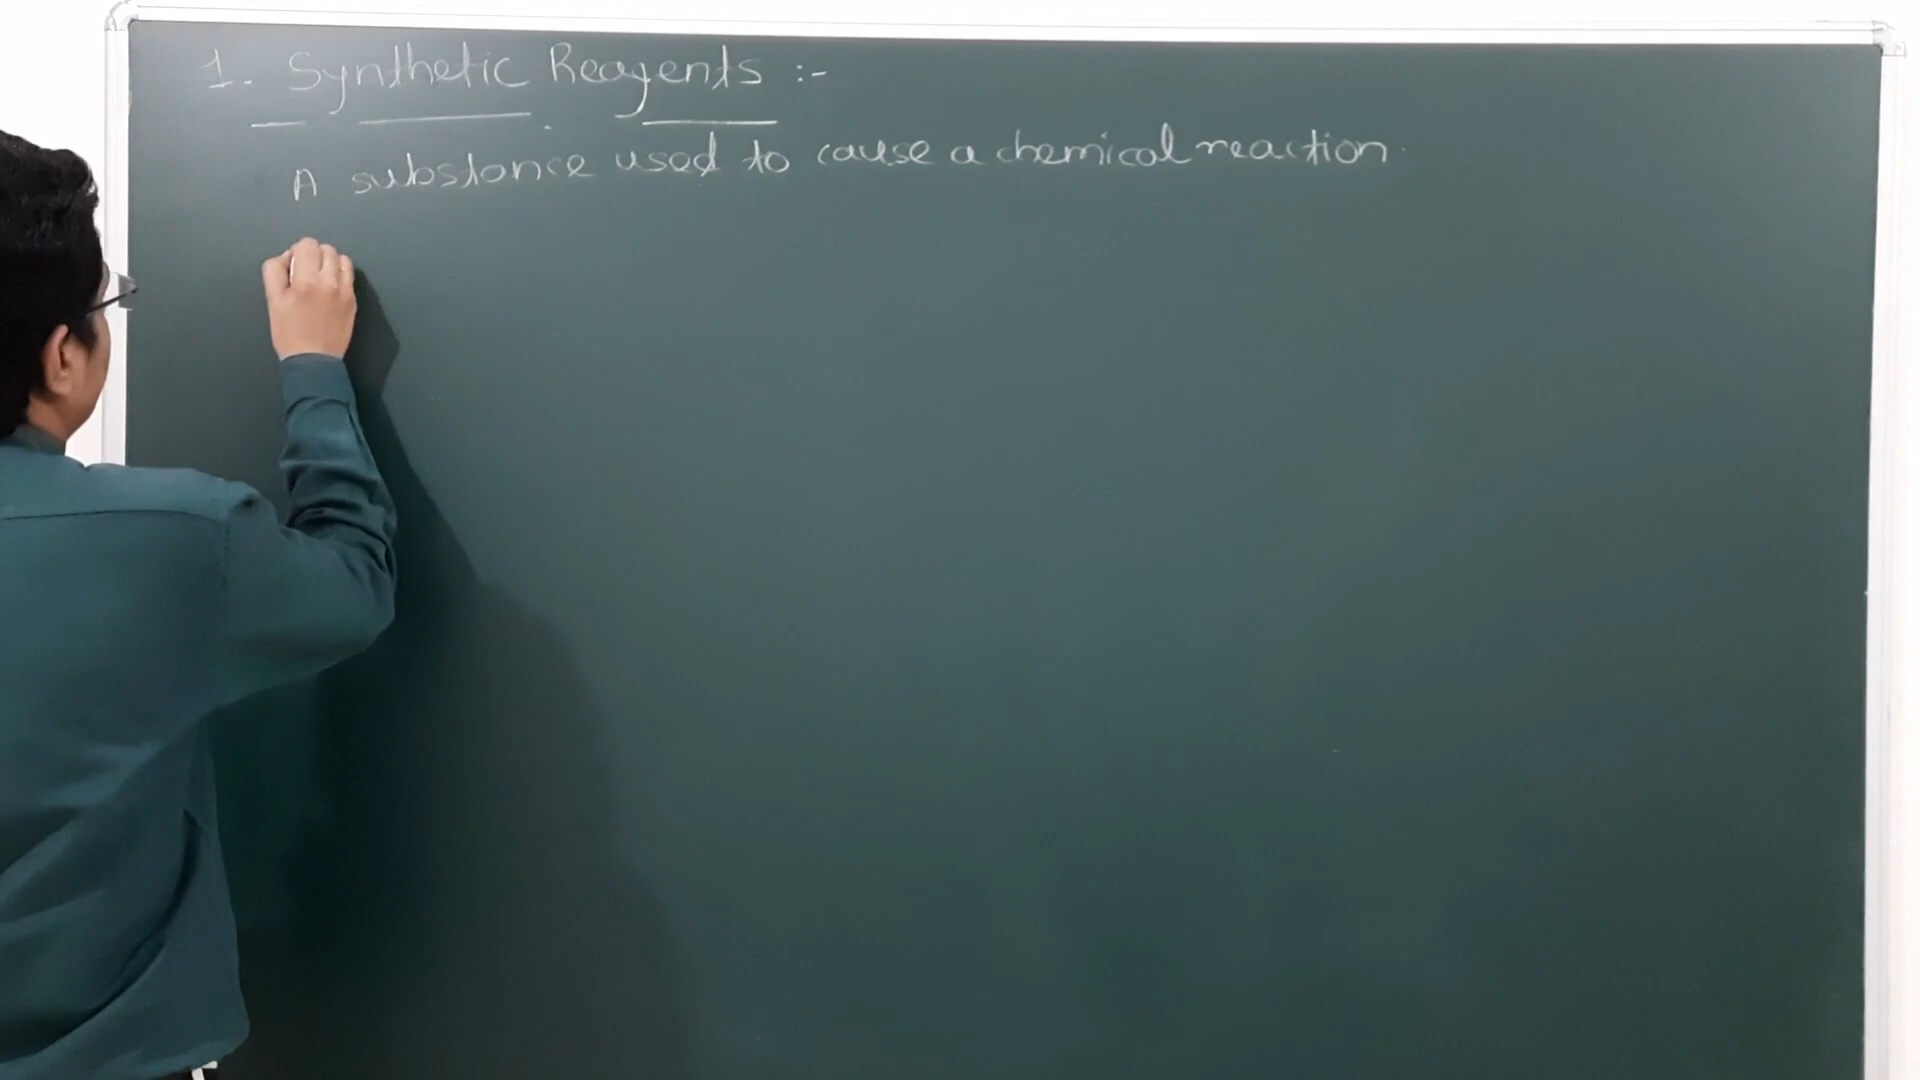 1. Synthetic Reagents :-
A substance used to cause a chemical reaction.